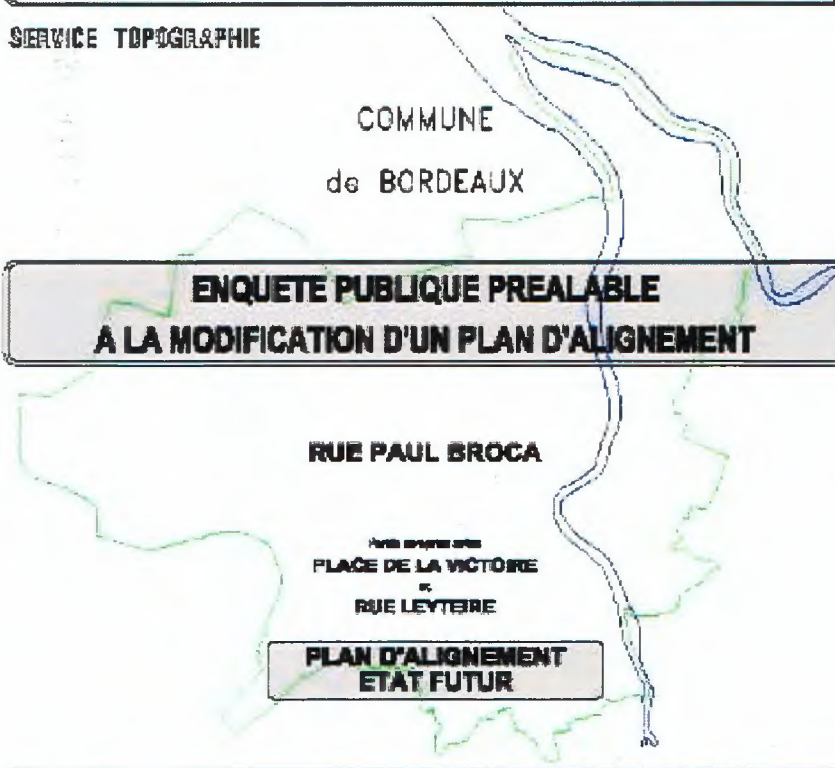 SERVICE TOPOGRAPHIE
COMMUNE
de BORDEAUX
ENQUETE PUBLIQUE PREALABLE
A LA MODIFICATION D'UN PLAN D'ALIGNEMENT
RUE PAUL BROCA
PLACE DE LA VICTOIRE
RUE LEYTEIRE
PLAN D'ALIGNEMENT
ETAT FUTUR